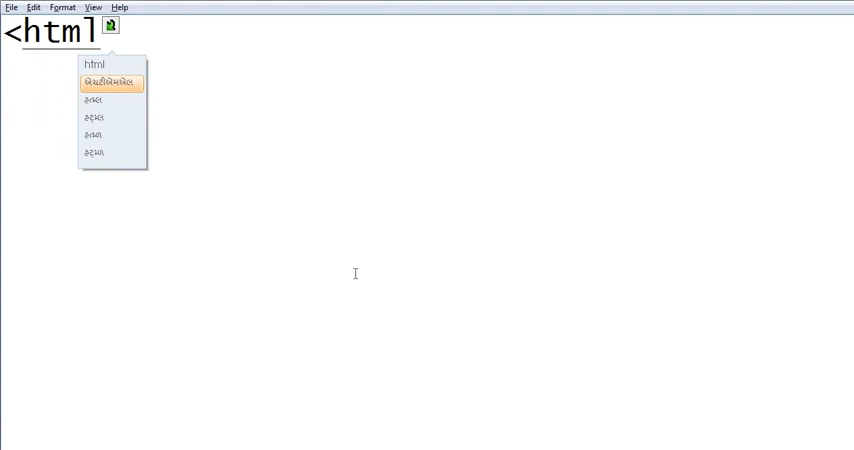 File Edit Format View Help
<html
html
એચટીએમએલ
હ્ત્મ્લ
હ્ટ્મ્લ
હ્ત્મ્ળ
હ્ટ્મ્ળ